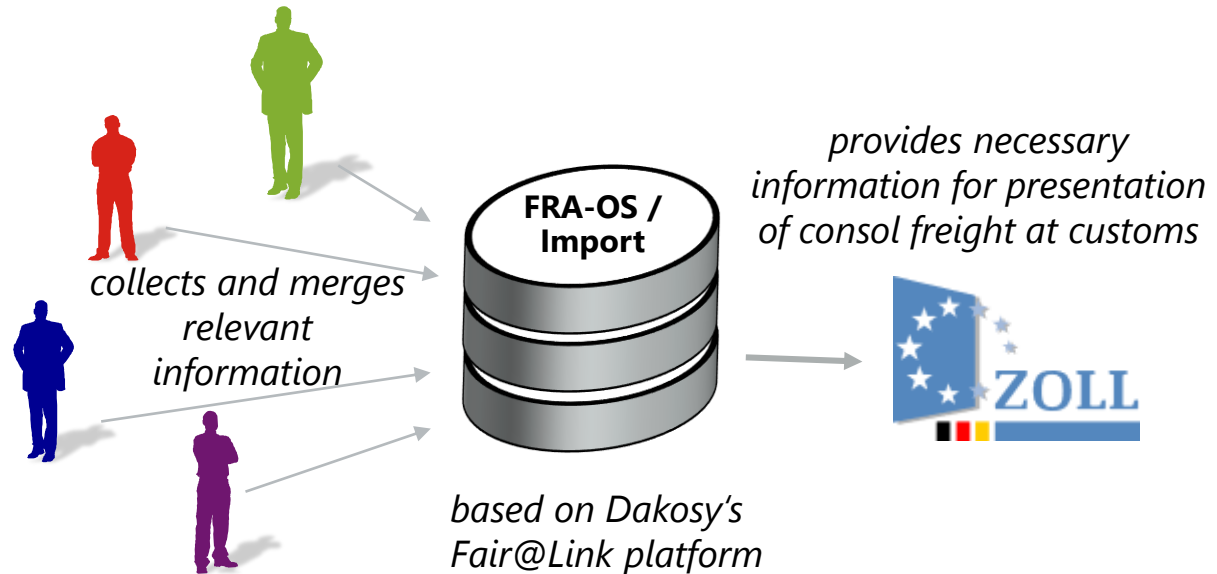 FRA-OS /
Import
collects and merges
relevant
information
provides necessary
information for presentation
of consol freight at customs
ZOLL
based on Dakosy‘s
Fair@Link platform